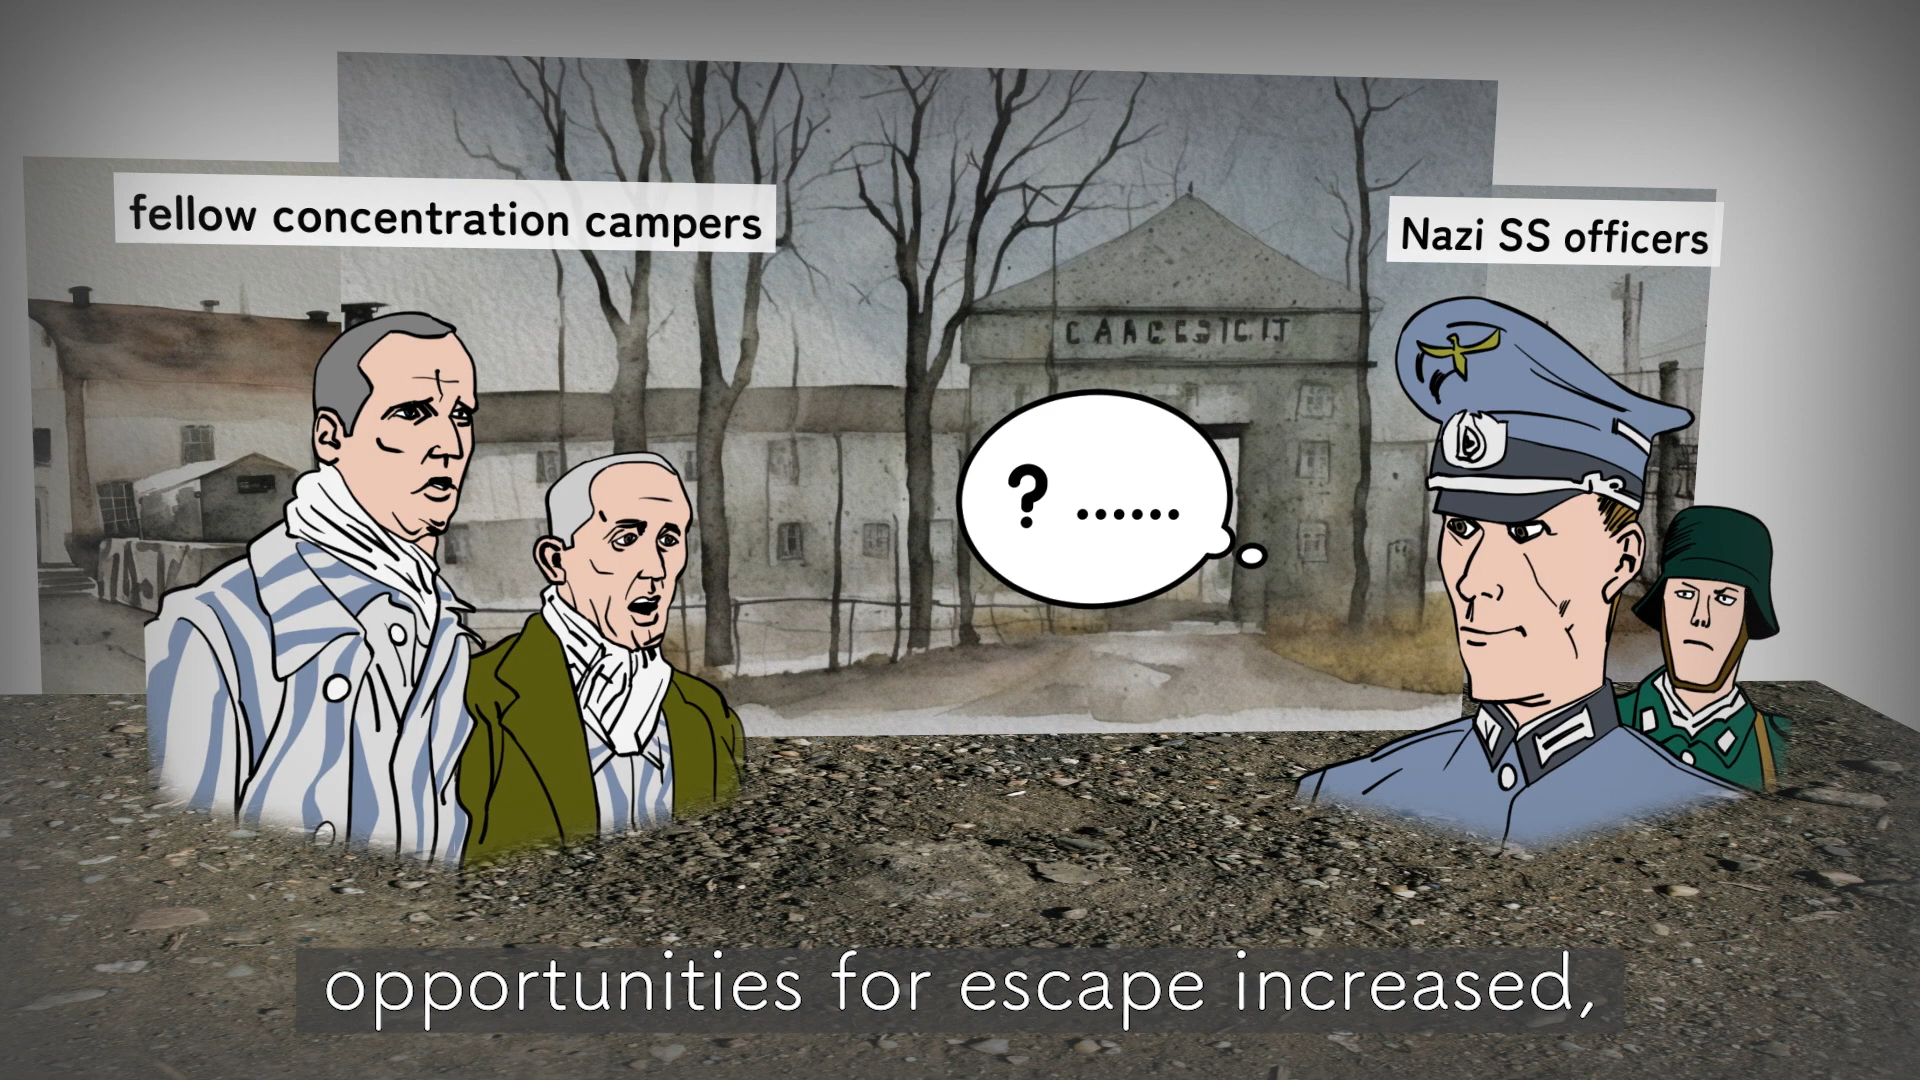 fellow concentration campers
Nazi SS officers
? ......
opportunities for escape increased,